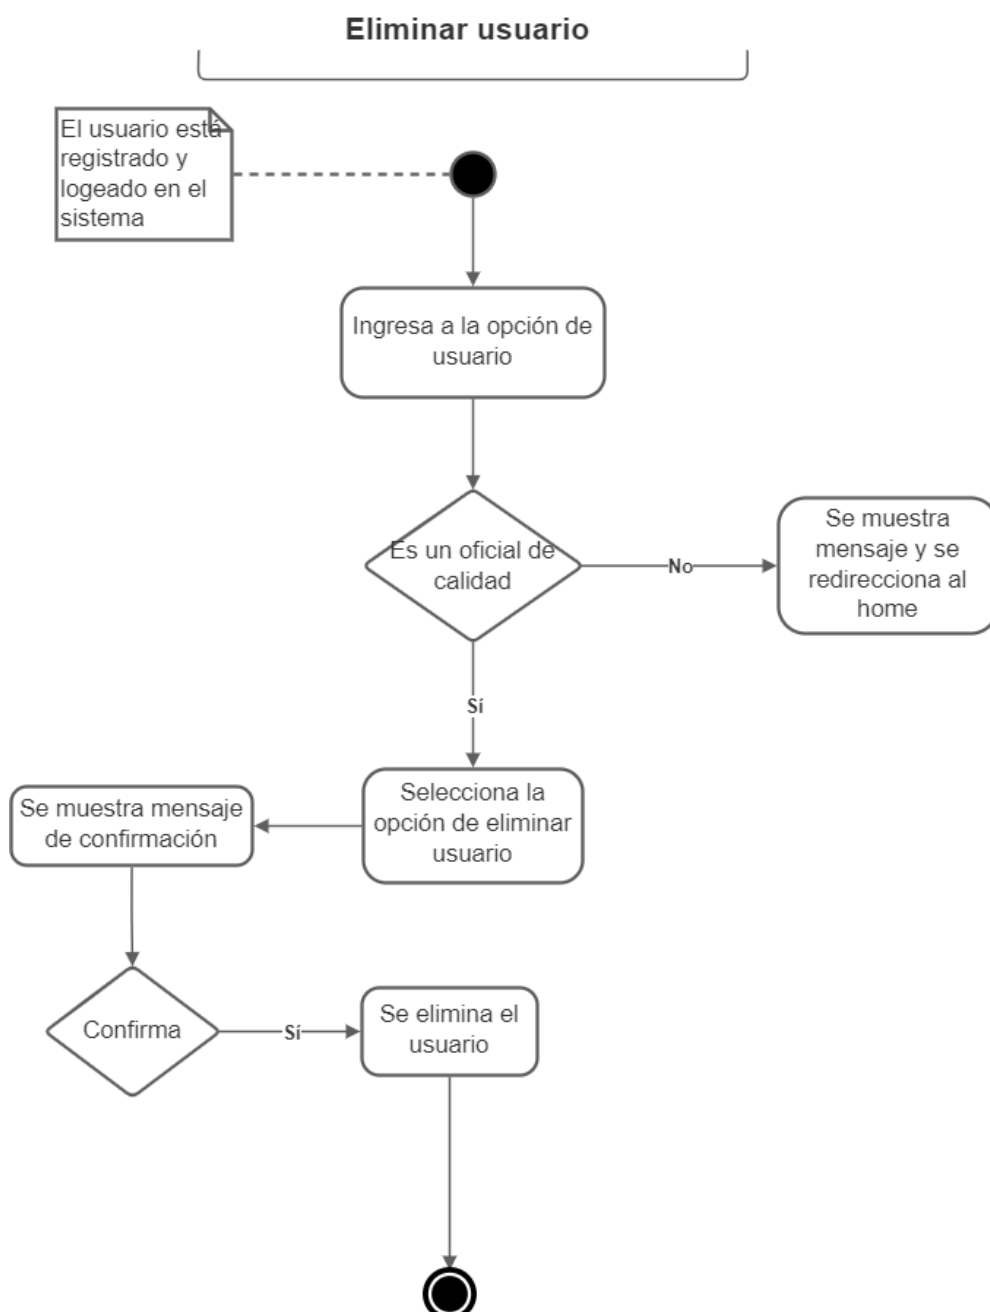 Eliminar usuario
El usuario está
registrado y
logeado en el
sistema
Ingresa a la opción de
usuario
Es un oficial de
calidad
No
Se muestra
mensaje y se
redirecciona al
home
Sí
Selecciona la
opción de eliminar
usuario
Se muestra mensaje
de confirmación
Confirma
Sí
Se elimina el
usuario